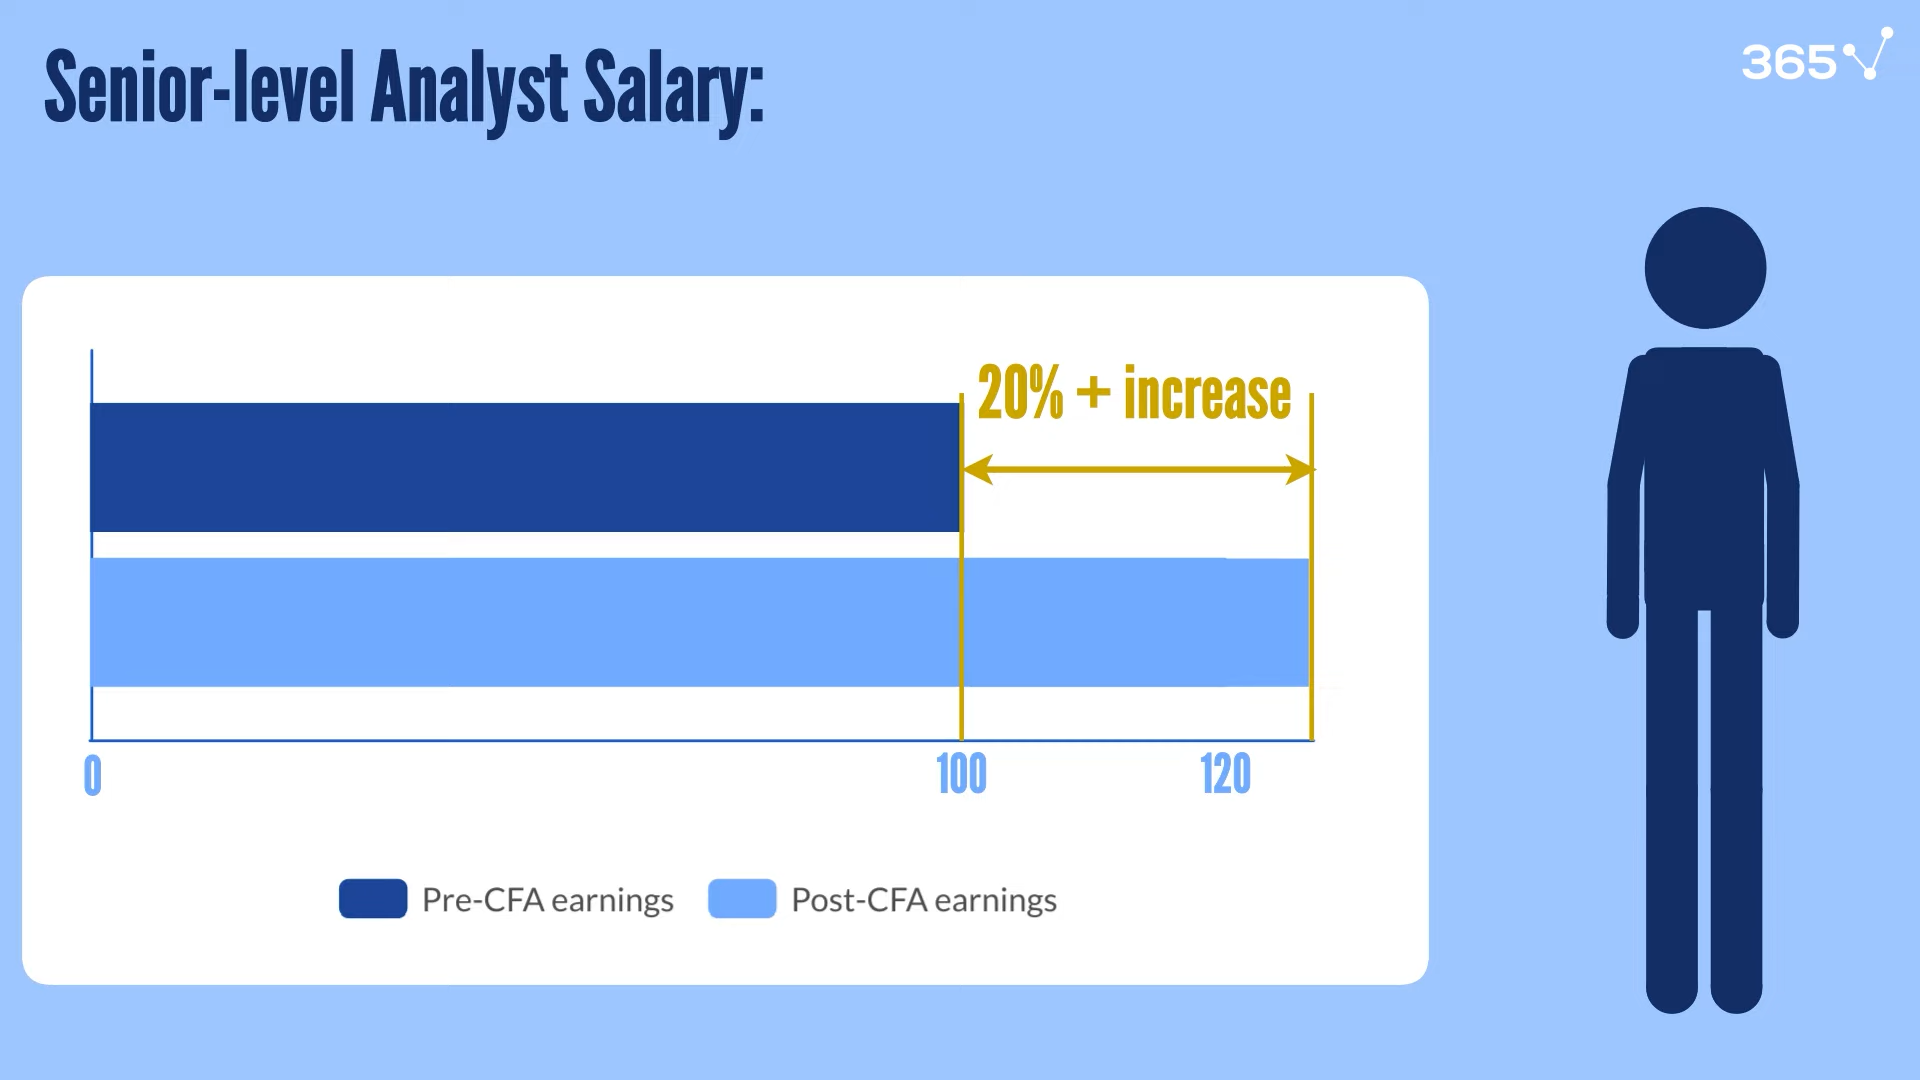 Senior-level Analyst Salary:
365
20% + increase
0 100 120
Pre-CFA earnings Post-CFA earnings